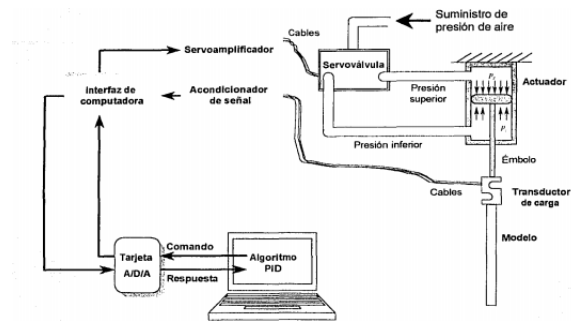 Suministro de
presión de aire
Cables
Servoamplificador
Servoválvula
Actuador
Interfaz de
computadora
Acondicionador
de señal
Presión
superior
Presión inferior
Émbolo
Cables
Transductor
de carga
Modelo
Tarjeta
A/D/A
Comando
Respuesta
Algoritmo
PID